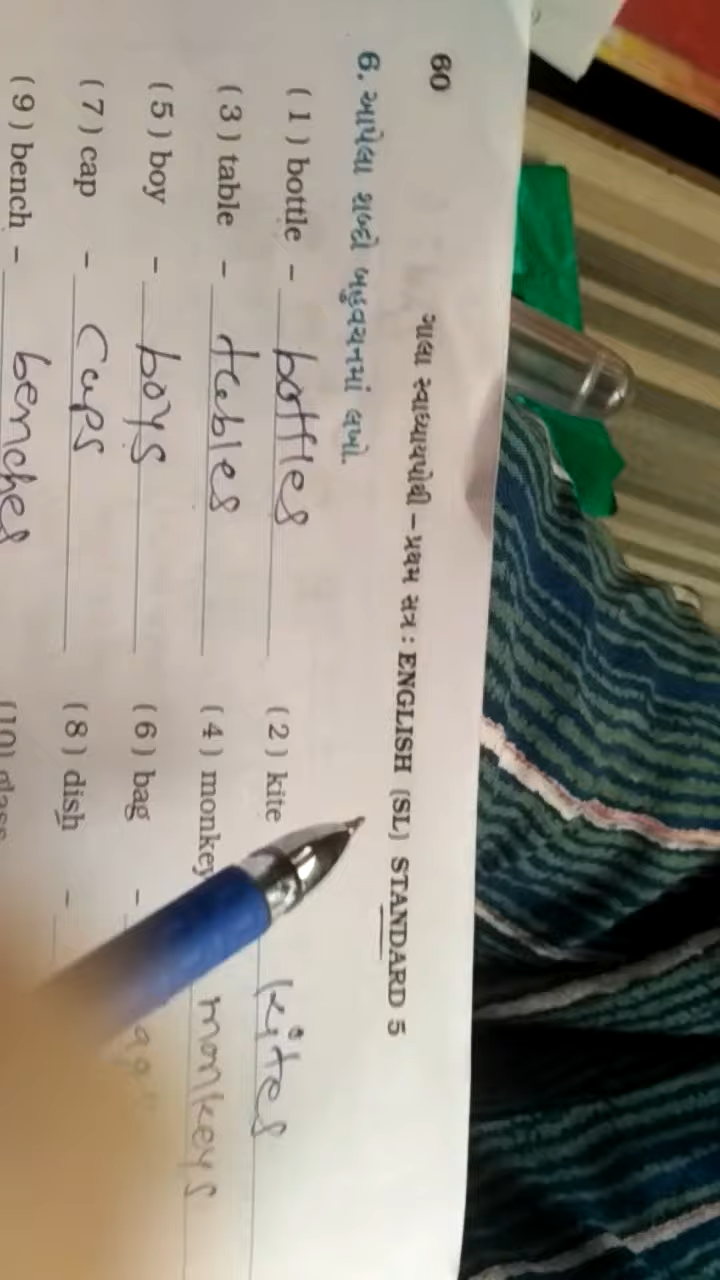 60
ગાલા સ્વાધ્યાયપોથી – પ્રથમ સત્ર : ENGLISH (SL) STANDARD 5
6. આપેલા શબ્દો બહુવચનમાં લખો.
(1) bottle – bottles (2) kite kites
(3) table – tables (4) monkey monkeys
(5) boy – boys (6) bag –
(7) cap – caps (8) dish –
(9) bench – benches (10) glass